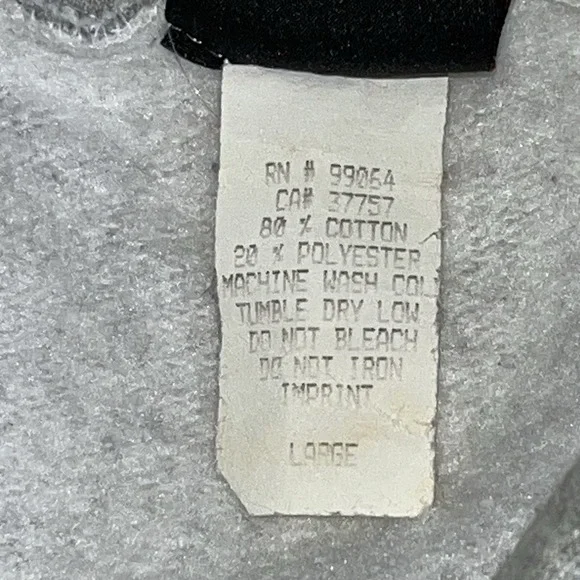 RN # 99064
CA# 37757
80 % COTTON
20 % POLYESTER
MACHINE WASH COL
TUMBLE DRY LOW
DO NOT BLEACH
DO NOT IRON
IMPRINT
LARGE